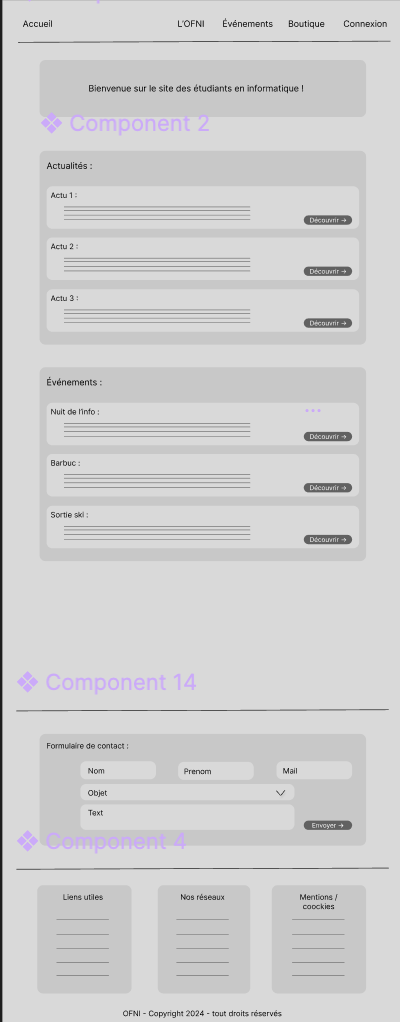 Accueil L'OFNI Événements Boutique Connexion
Bienvenue sur le site des étudiants en informatique !
Component 2
Actualités :
Actu 1 :
Découvrir →
Actu 2 :
Découvrir →
Actu 3 :
Découvrir →
Événements :
Nuit de l'info :
Découvrir →
Barbuc :
Découvrir →
Sortie ski :
Découvrir →
Component 14
Formulaire de contact :
Nom Prenom Mail
Objet
Text
Envoyer →
Component 4
Liens utiles Nos réseaux Mentions /
coockies
OFNI - Copyright 2024 - tout droits réservés